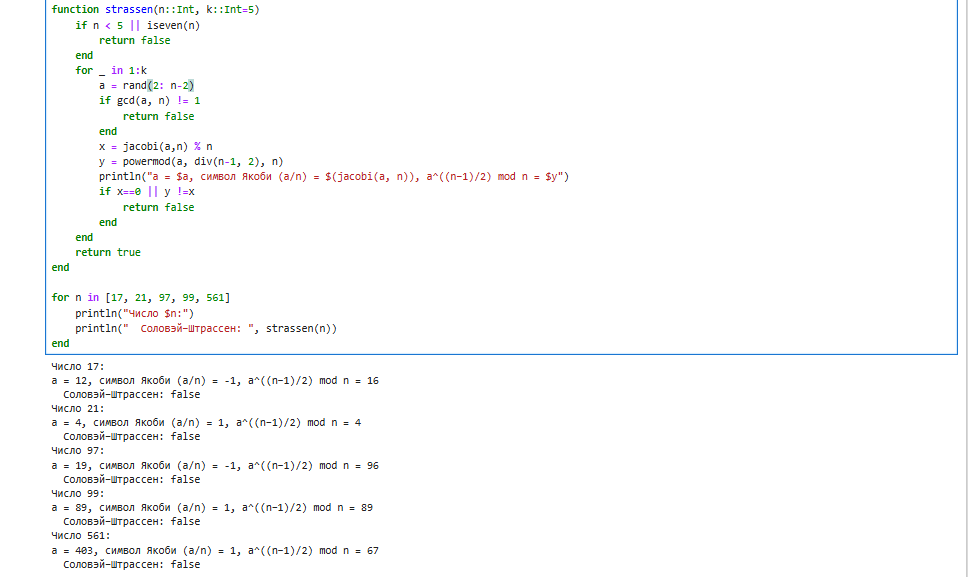 function strassen(n::Int, k::Int=5)
    if n < 5 || iseven(n)
        return false
    end
    for _ in 1:k
        a = rand(2: n-2)
        if gcd(a, n) != 1
            return false
        end
        x = jacobi(a,n) % n
        y = powermod(a, div(n-1, 2), n)
        println("a = $a, символ Якоби (a/n) = $(jacobi(a, n)), a^((n-1)/2) mod n = $y")
        if x==0 || y !=x
            return false
        end
    end
    return true
end
for n in [17, 21, 97, 99, 561]
    println("Число $n:")
    println("  Соловэй-Штрассен: ", strassen(n))
end
Число 17:
a = 12, символ Якоби (a/n) = -1, a^((n-1)/2) mod n = 16
  Соловэй-Штрассен: false
Число 21:
a = 4, символ Якоби (a/n) = 1, a^((n-1)/2) mod n = 4
  Соловэй-Штрассен: false
Число 97:
a = 19, символ Якоби (a/n) = -1, a^((n-1)/2) mod n = 96
  Соловэй-Штрассен: false
Число 99:
a = 89, символ Якоби (a/n) = 1, a^((n-1)/2) mod n = 89
  Соловэй-Штрассен: false
Число 561:
a = 403, символ Якоби (a/n) = 1, a^((n-1)/2) mod n = 67
  Соловэй-Штрассен: false